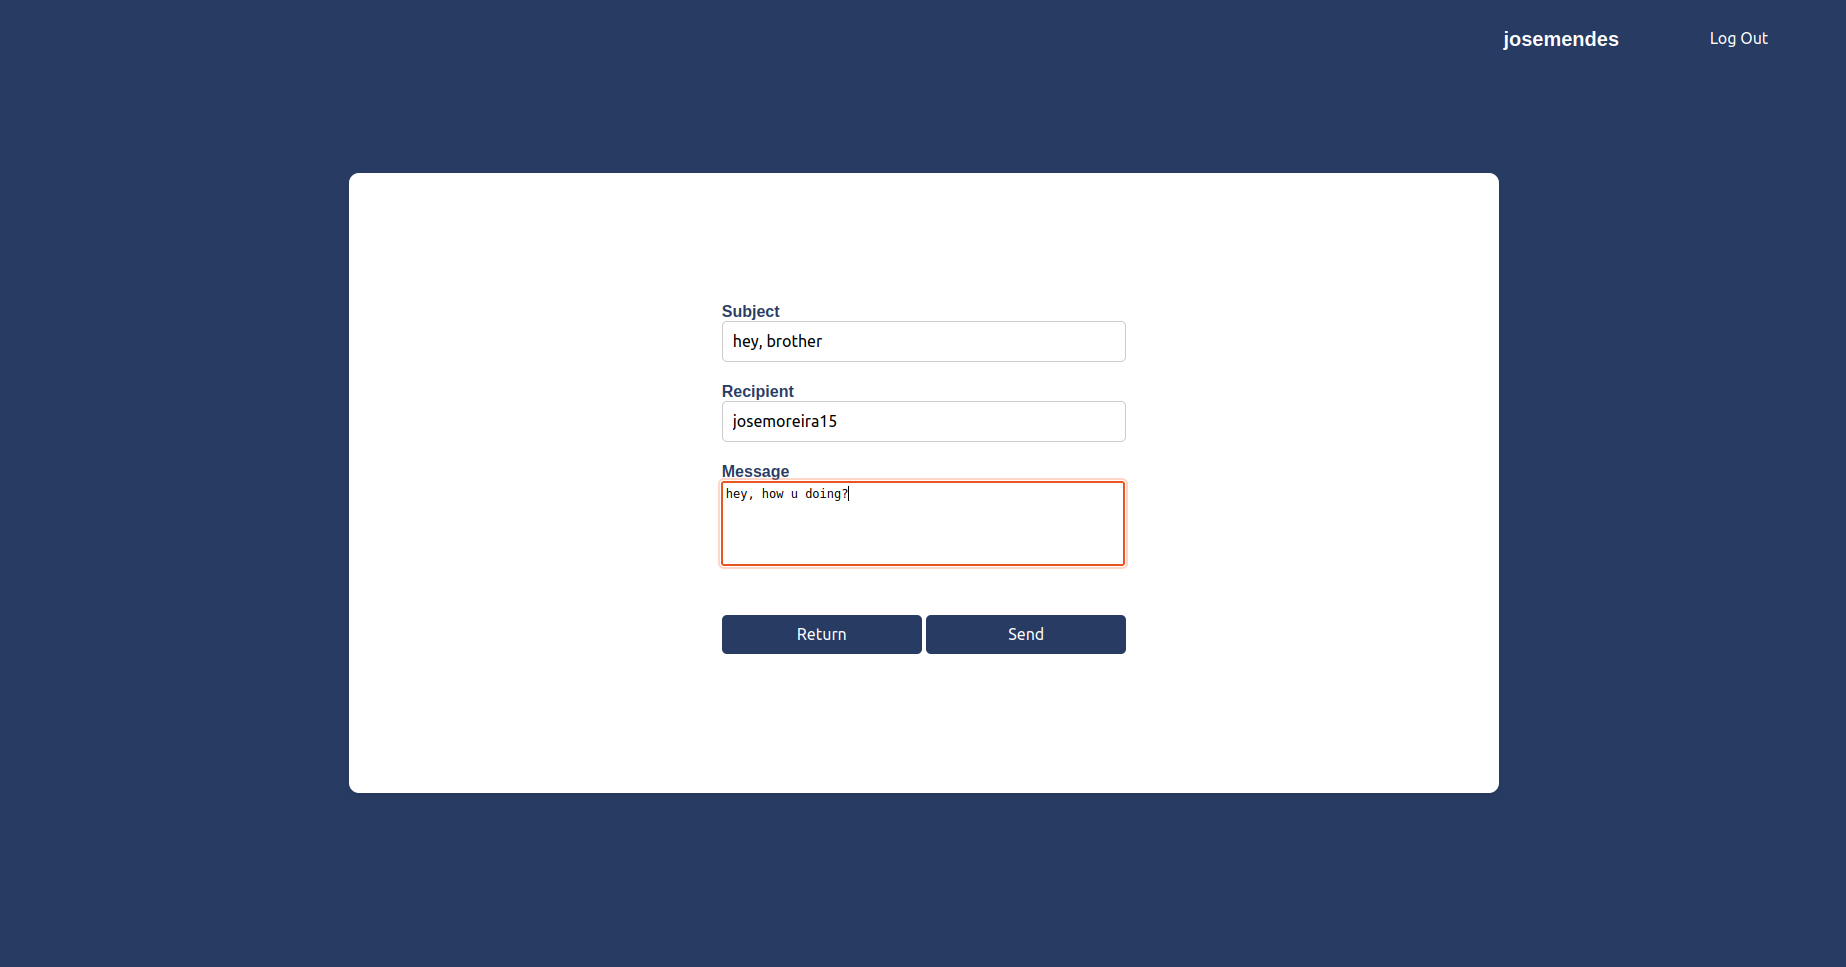 josemendes
Log Out
Subject
hey, brother
Recipient
josemoreira15
Message
hey, how u doing?
Return
Send